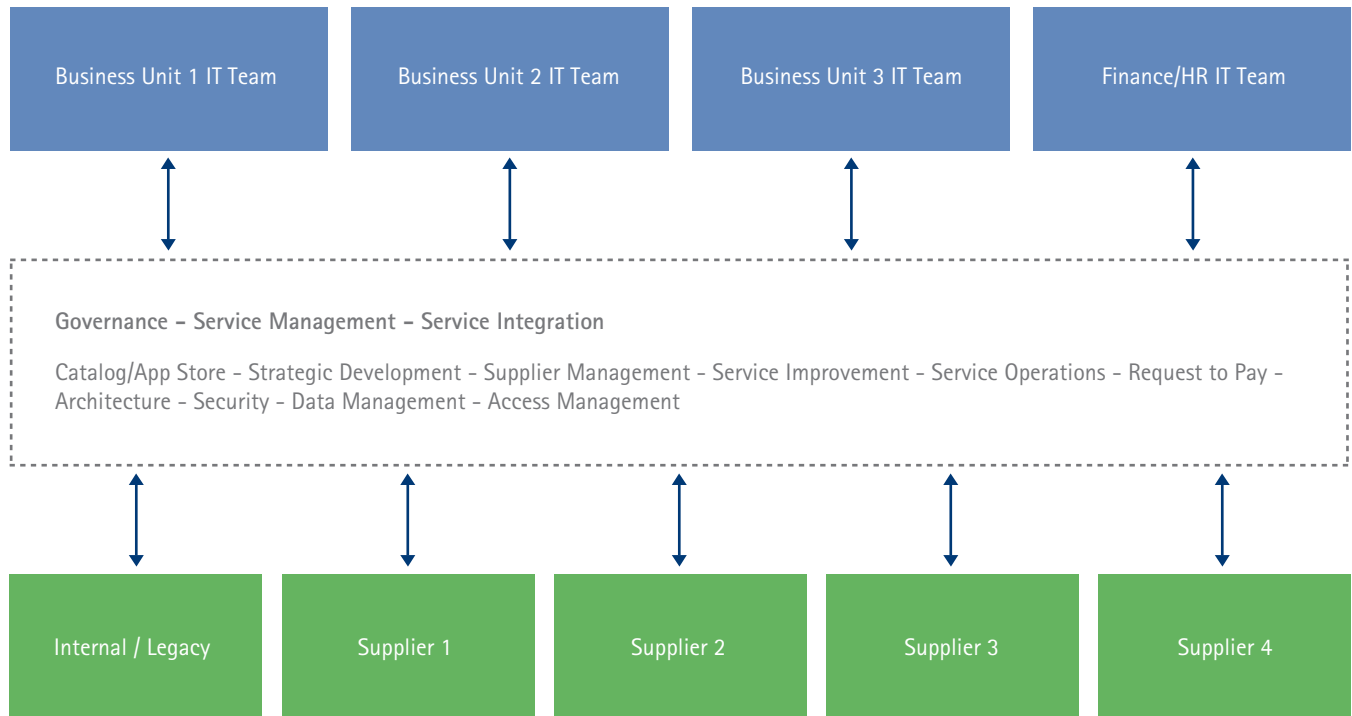 Business Unit 1 IT Team
Business Unit 2 IT Team
Business Unit 3 IT Team
Finance/HR IT Team
Governance – Service Management – Service Integration
Catalog/App Store - Strategic Development - Supplier Management - Service Improvement - Service Operations - Request to Pay -
Architecture - Security - Data Management - Access Management
Internal / Legacy
Supplier 1
Supplier 2
Supplier 3
Supplier 4